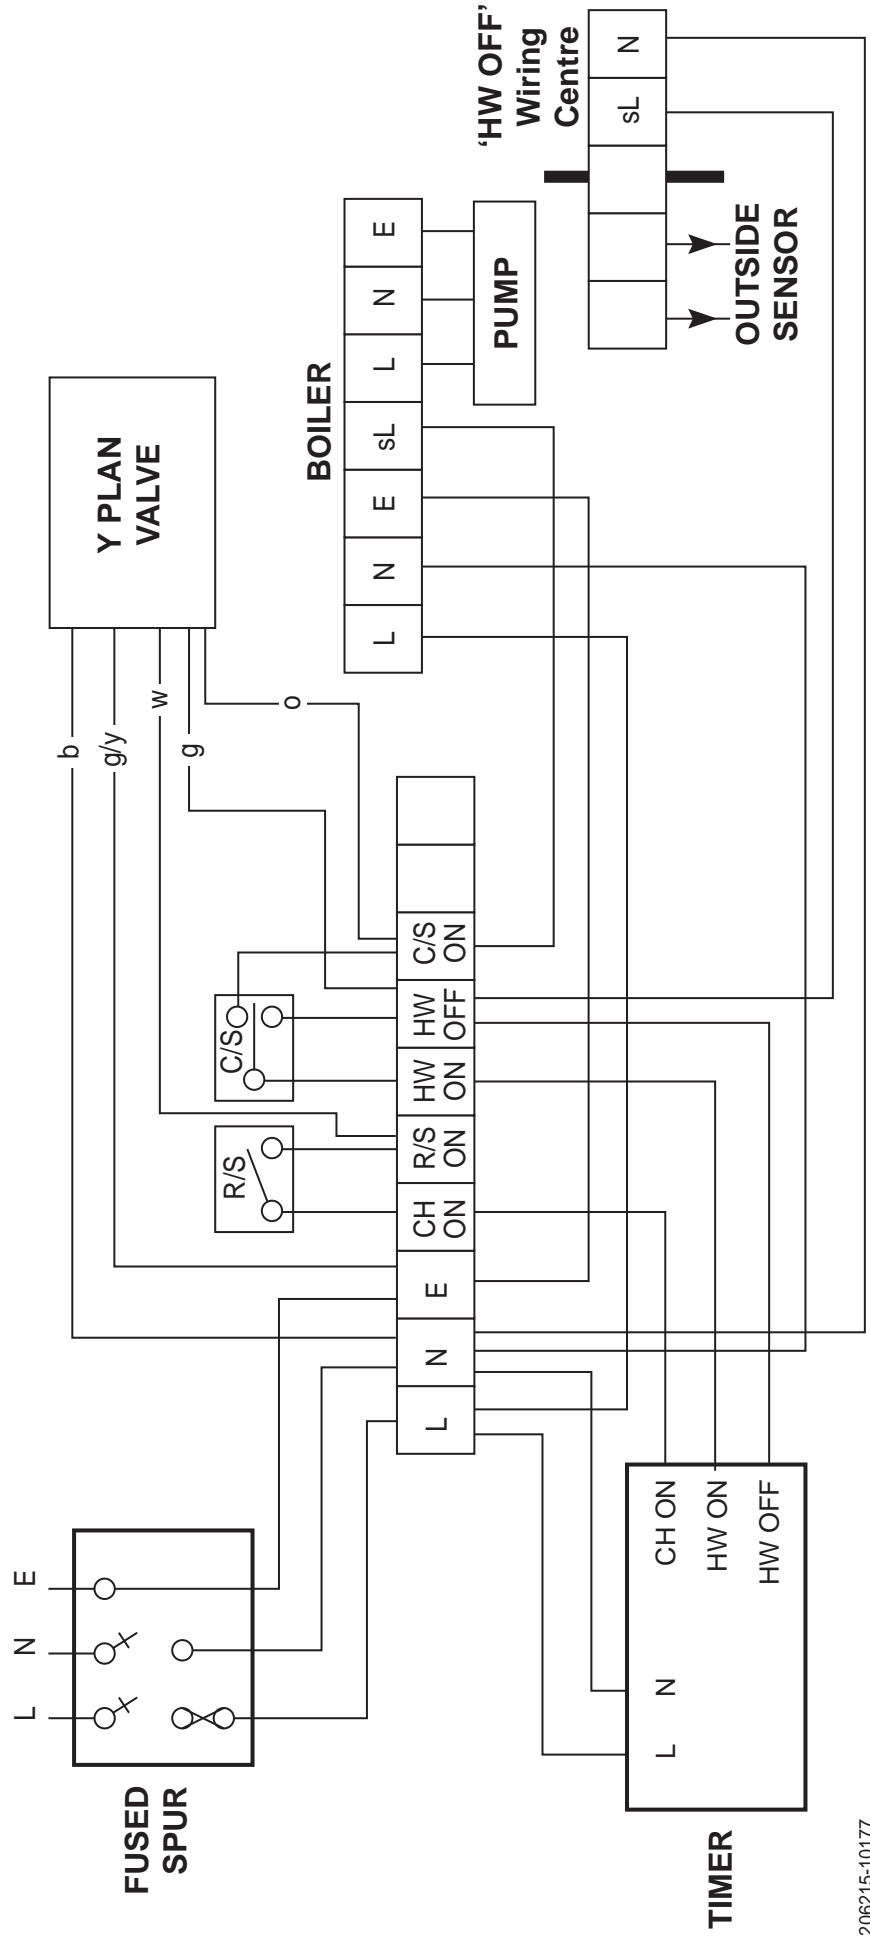 FUSED
SPUR
L
N
E
Y PLAN
VALVE
b
g/y
w
g
o
R/S
C/S
BOILER
L
N
E
sL
L
N
E
PUMP
L
N
E
CH
ON
R/S
ON
HW
ON
HW
OFF
C/S
ON
‘HW OFF’
Wiring
Centre
sL
N
OUTSIDE
SENSOR
TIMER
L
N
CH ON
HW ON
HW OFF
206215-10177